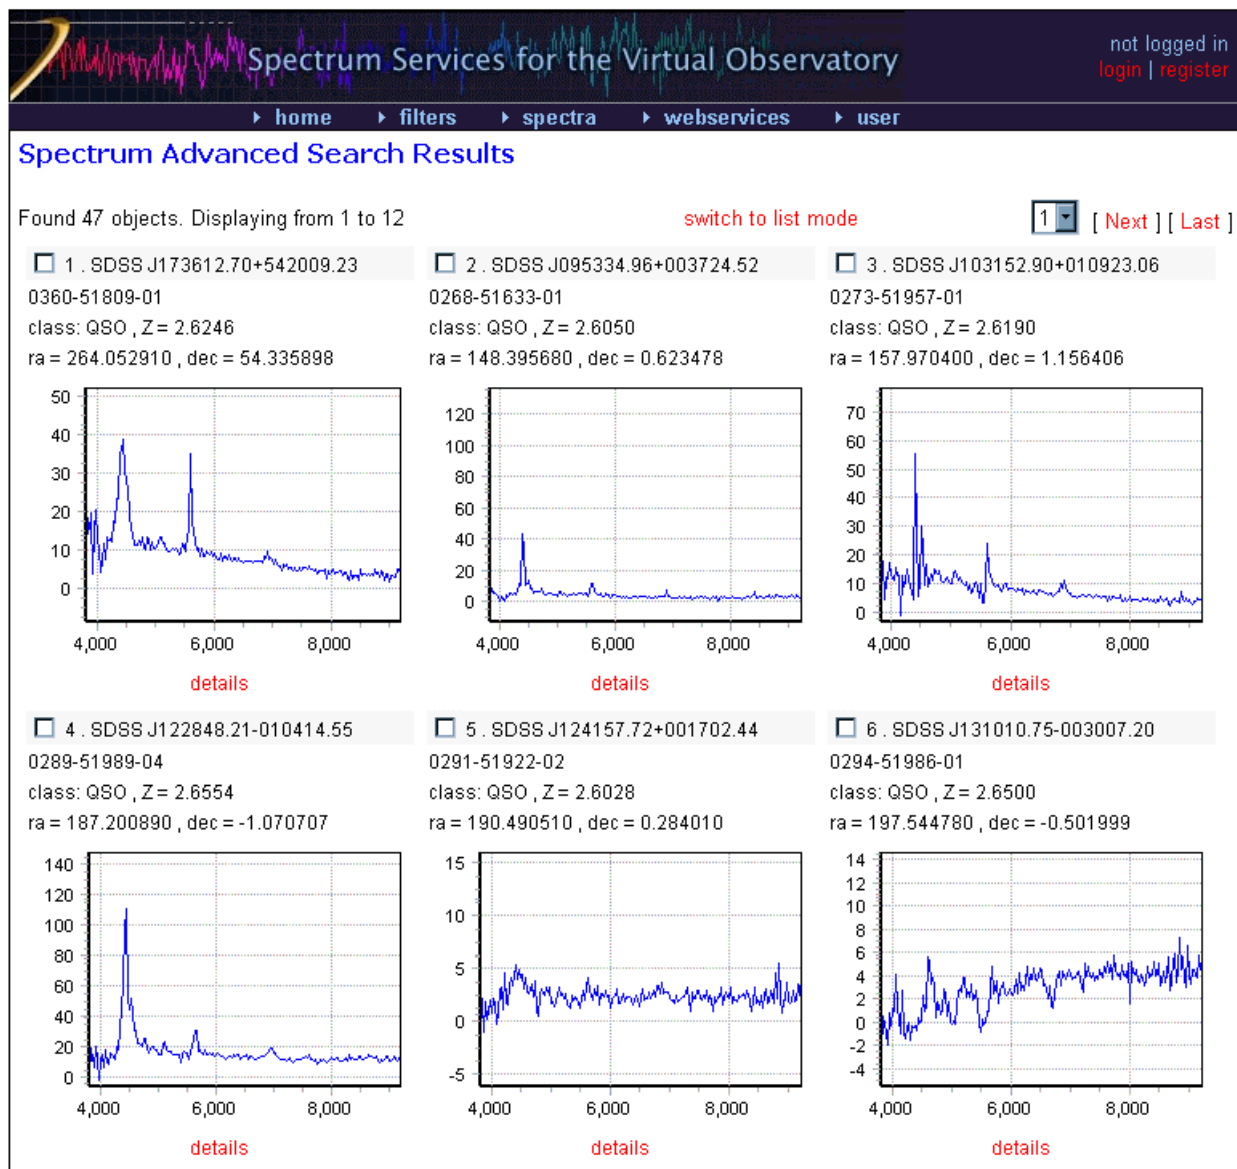 Spectrum Services for the Virtual Observatory
not logged in
login | register
home filters spectra webservices user
Spectrum Advanced Search Results
Found 47 objects. Displaying from 1 to 12 switch to list mode 1 [ Next ] [ Last ]
1 . SDSS J173612.70+542009.23
0360-51809-01
class: QSO , Z = 2.6246
ra = 264.052910 , dec = 54.335898
50
40
30
20
10
0
4,000 6,000 8,000
details
2 . SDSS J095334.96+003724.52
0268-51633-01
class: QSO , Z = 2.6050
ra = 148.395680 , dec = 0.623478
120
100
80
60
40
20
0
4,000 6,000 8,000
details
3 . SDSS J103152.90+010923.06
0273-51957-01
class: QSO , Z = 2.6190
ra = 157.970400 , dec = 1.156406
70
60
50
40
30
20
10
0
4,000 6,000 8,000
details
4 . SDSS J122848.21-010414.55
0289-51989-04
class: QSO , Z = 2.6554
ra = 187.200890 , dec = -1.070707
140
120
100
80
60
40
20
0
4,000 6,000 8,000
details
5 . SDSS J124157.72+001702.44
0291-51922-02
class: QSO , Z = 2.6028
ra = 190.490510 , dec = 0.284010
15
10
5
0
-5
4,000 6,000 8,000
details
6 . SDSS J131010.75-003007.20
0294-51986-01
class: QSO , Z = 2.6500
ra = 197.544780 , dec = -0.501999
14
12
10
8
6
4
2
0
-2
-4
4,000 6,000 8,000
details